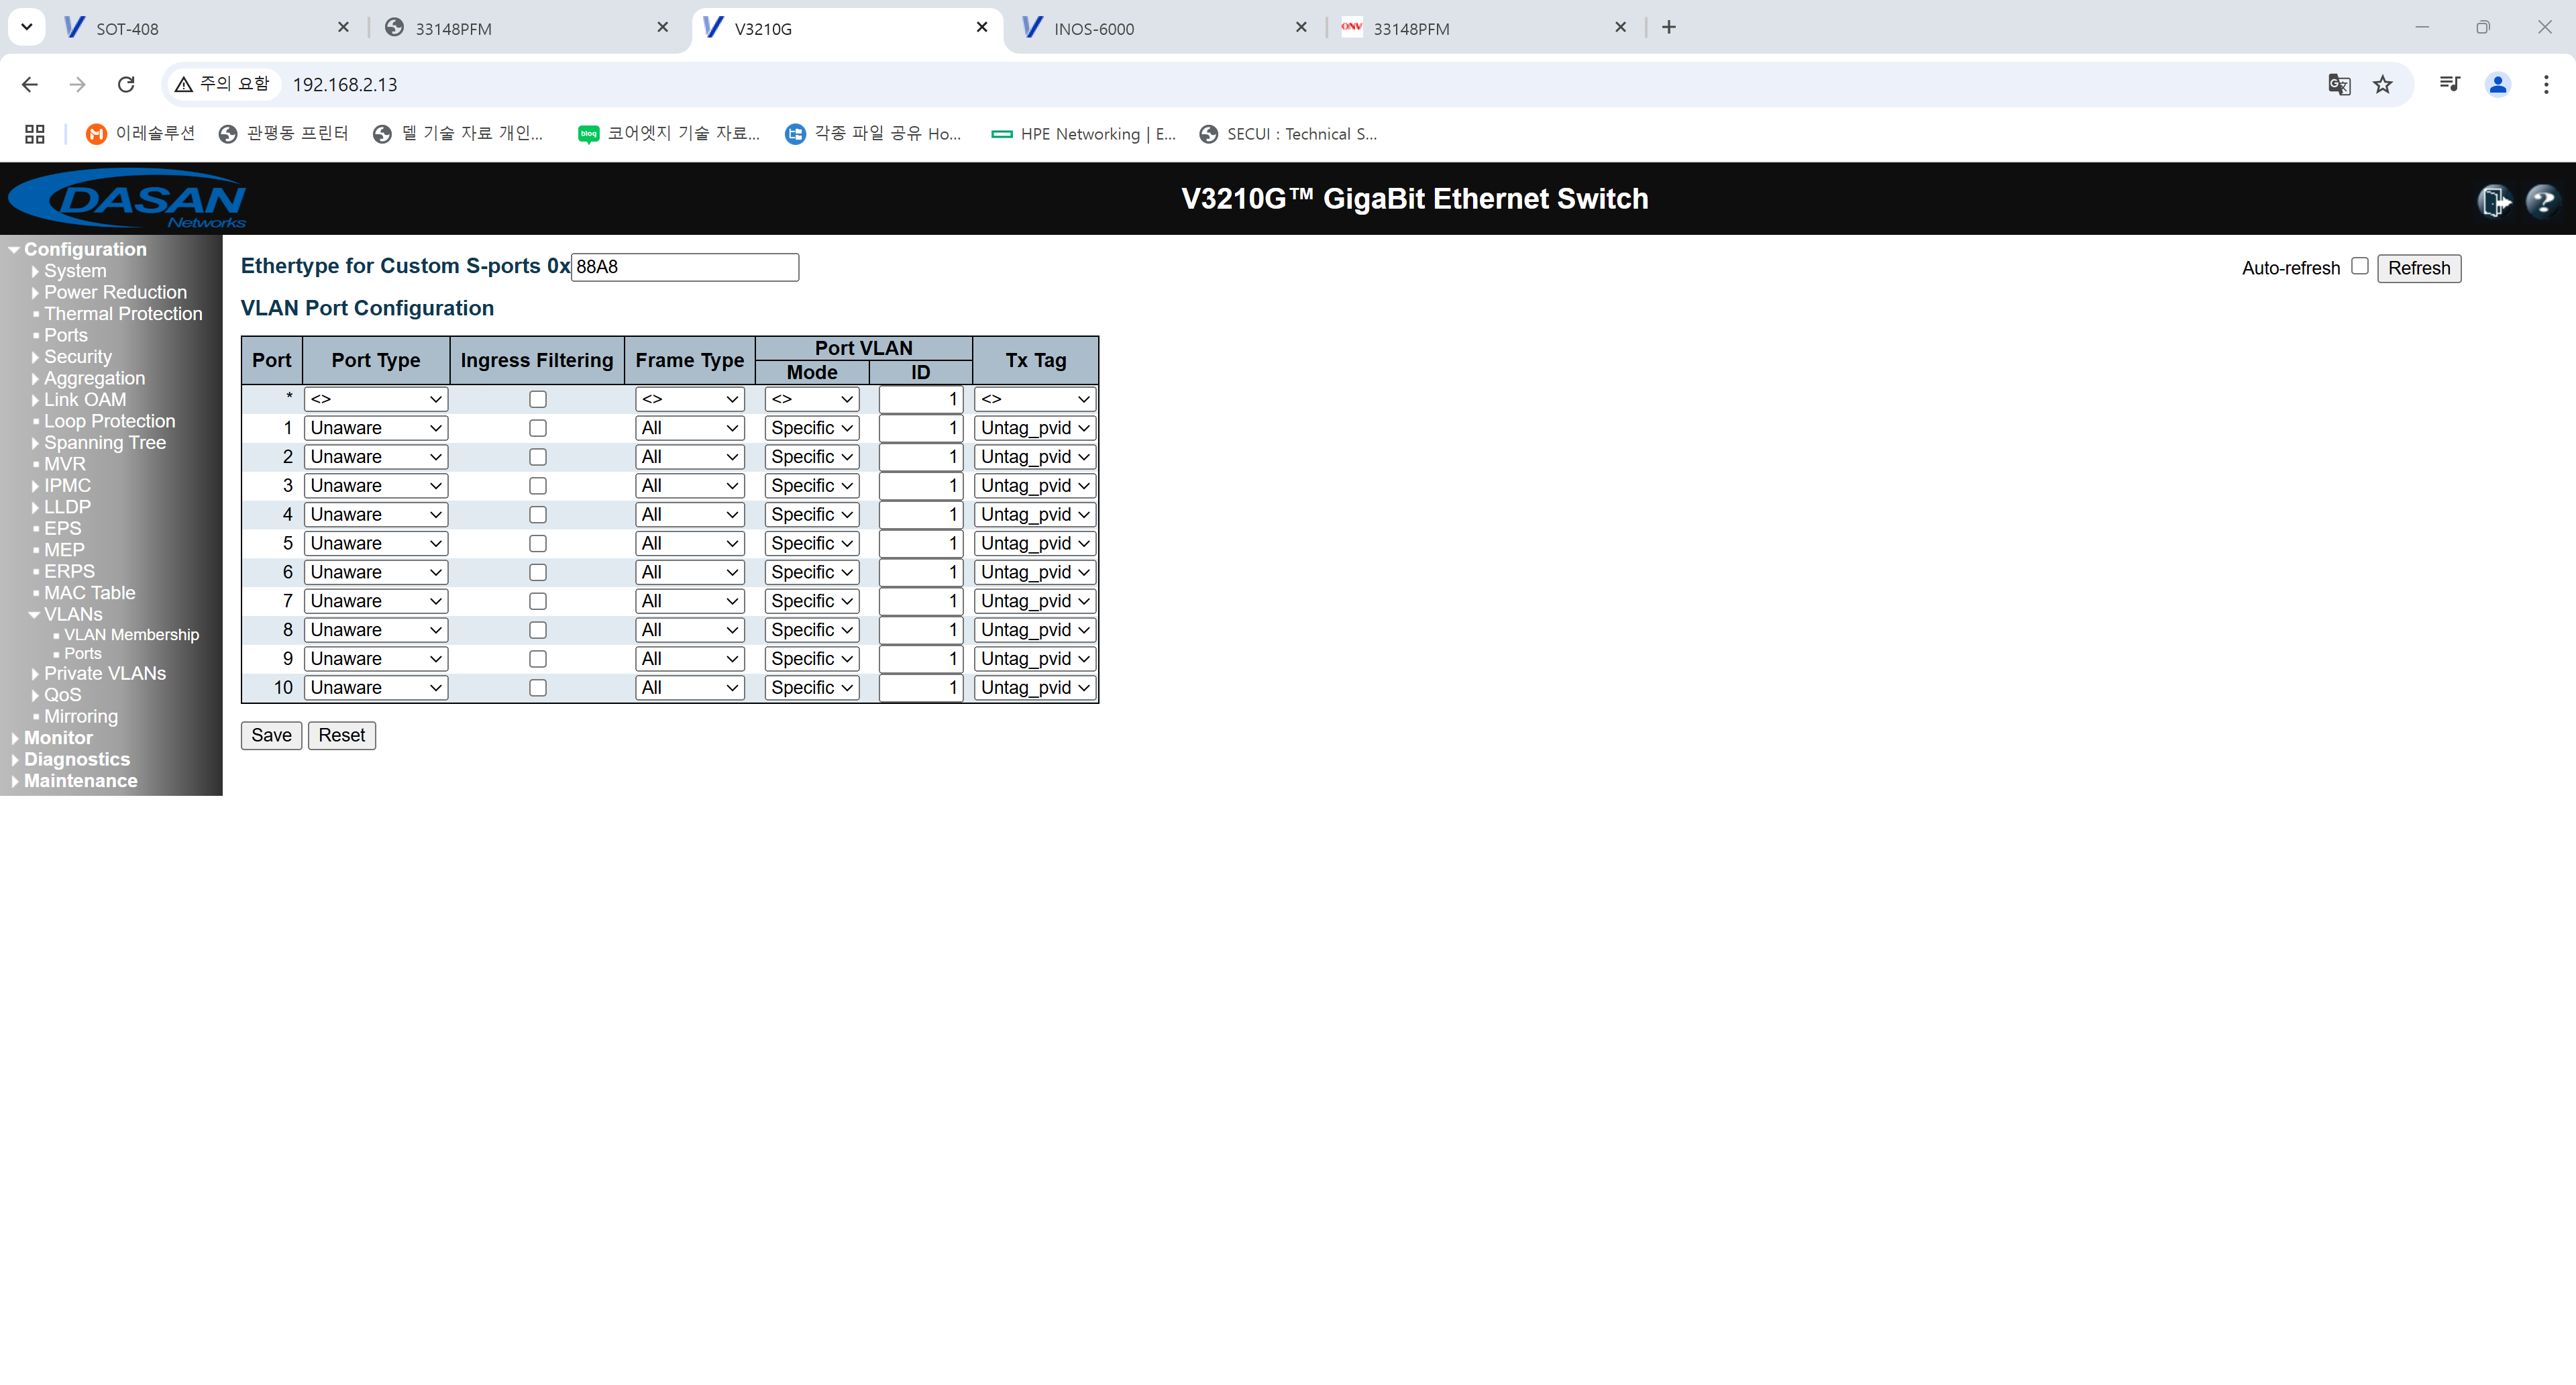 SOT-408
33148PFM
V3210G
INOS-6000
ONV 33148PFM
주의 요함 192.168.2.13
이레솔루션
관평동 프린터
델 기술 자료 개인...
blog 코어엣지 기술 자료...
각종 파일 공유 Ho...
HPE Networking | E...
SECUI : Technical S...
DASAN
Networks
V3210G™ GigaBit Ethernet Switch
Configuration
System
Power Reduction
Thermal Protection
Ports
Security
Aggregation
Link OAM
Loop Protection
Spanning Tree
MVR
IPMC
LLDP
EPS
MEP
ERPS
MAC Table
VLANs
VLAN Membership
Ports
Private VLANs
QoS
Mirroring
Monitor
Diagnostics
Maintenance
Ethertype for Custom S-ports 0x 88A8
Auto-refresh Refresh
VLAN Port Configuration
Port Port Type Ingress Filtering Frame Type Port VLAN Tx Tag
Mode ID
* <> <> <> 1 <>
1 Unaware All Specific 1 Untag_pvid
2 Unaware All Specific 1 Untag_pvid
3 Unaware All Specific 1 Untag_pvid
4 Unaware All Specific 1 Untag_pvid
5 Unaware All Specific 1 Untag_pvid
6 Unaware All Specific 1 Untag_pvid
7 Unaware All Specific 1 Untag_pvid
8 Unaware All Specific 1 Untag_pvid
9 Unaware All Specific 1 Untag_pvid
10 Unaware All Specific 1 Untag_pvid
Save Reset